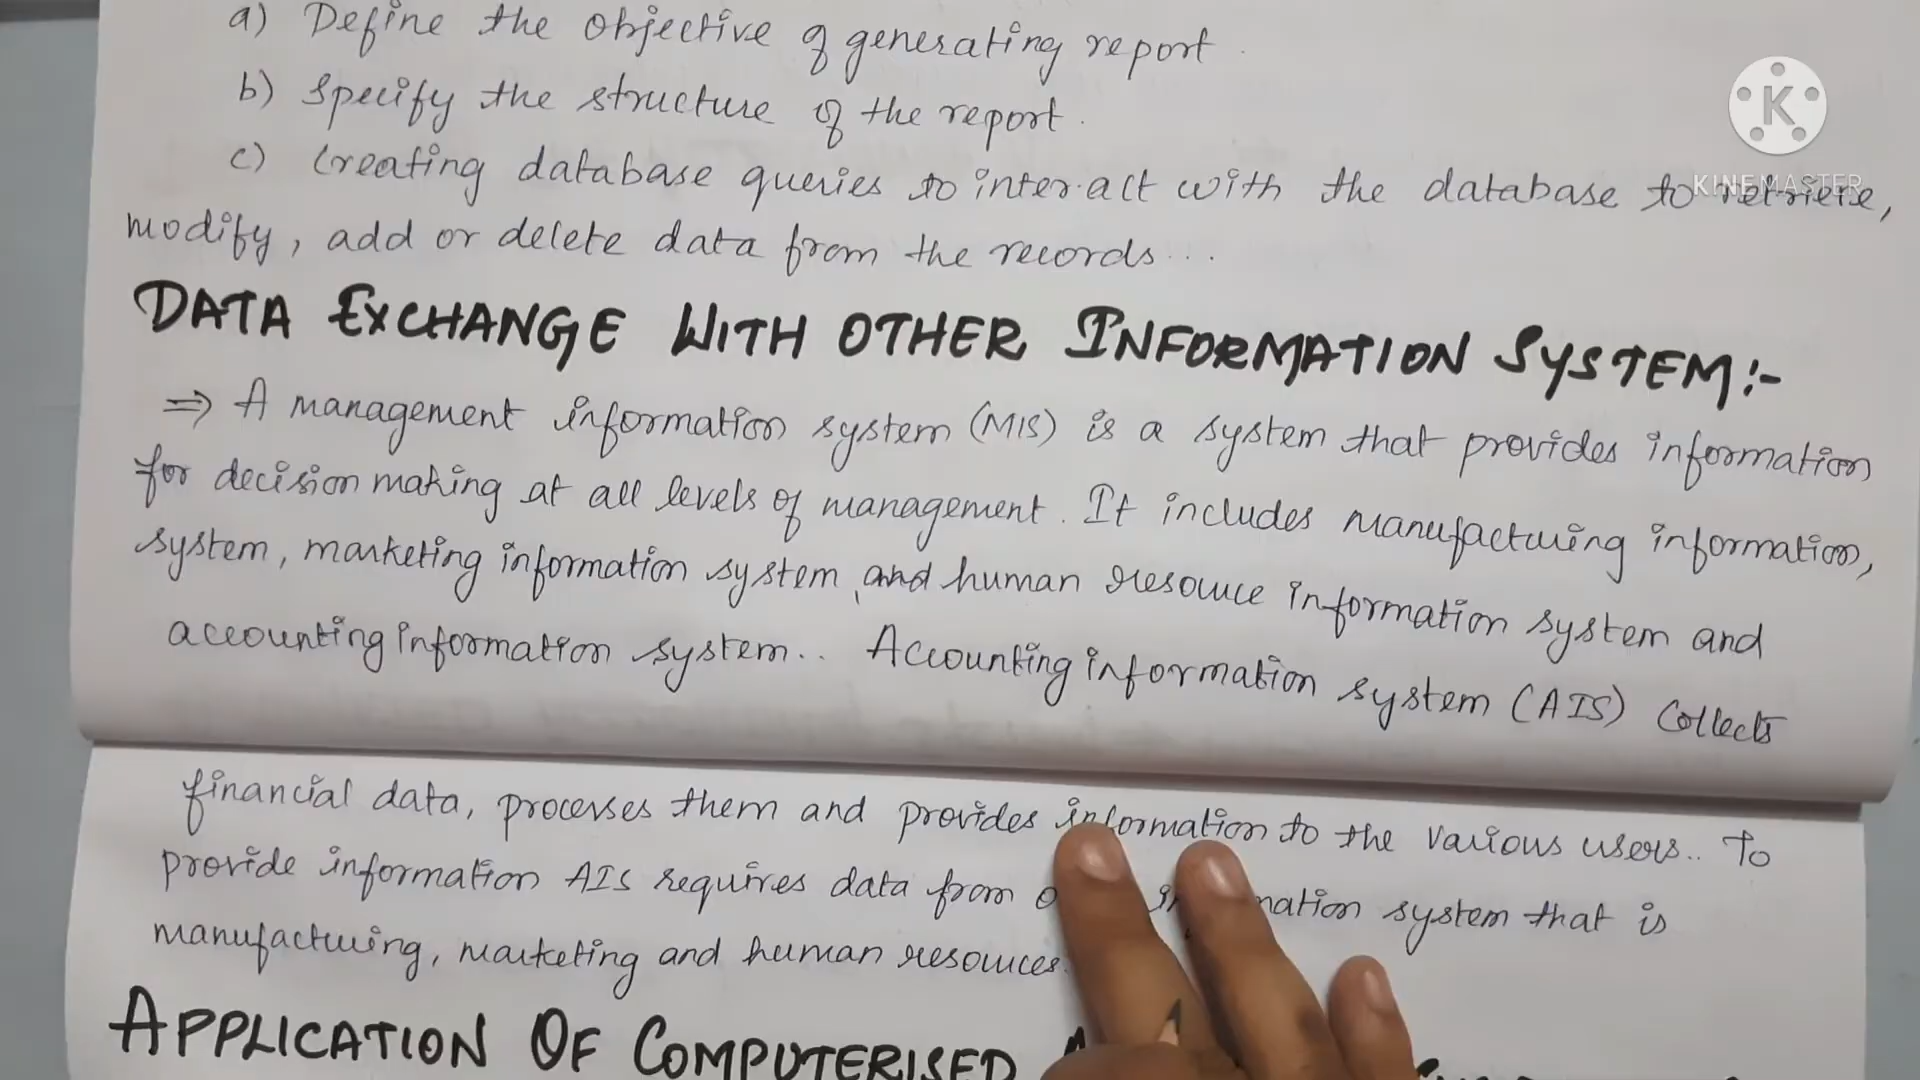 a) Define the objective of generating report.
b) Specify the structure of the report.
c) Creating database queries to interact with the database to retrieve,
modify, add or delete data from the records...
DATA EXCHANGE WITH OTHER INFORMATION SYSTEM:-
⇒ A management information system (MIS) is a system that provides information
for decision making at all levels of management. It includes manufacturing information,
system, marketing information system, and human resource information system and
accounting information system.. Accounting information system (AIS) collects
financial data, processes them and provides information to the various users.. To
provide information AIS requires data from system that is
manufacturing, marketing and human resources.
APPLICATION OF COMPUTERISED
K
KINEMASTER